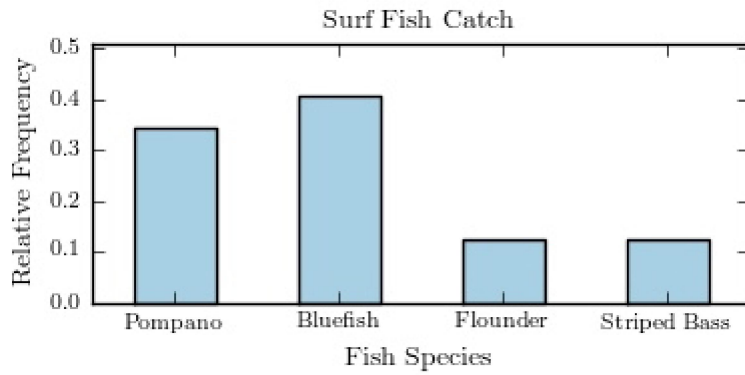 Surf Fish Catch
0.5
0.4
0.3
0.2
0.1
0.0
Relative Frequency
Pompano Bluefish Flounder Striped Bass
Fish Species